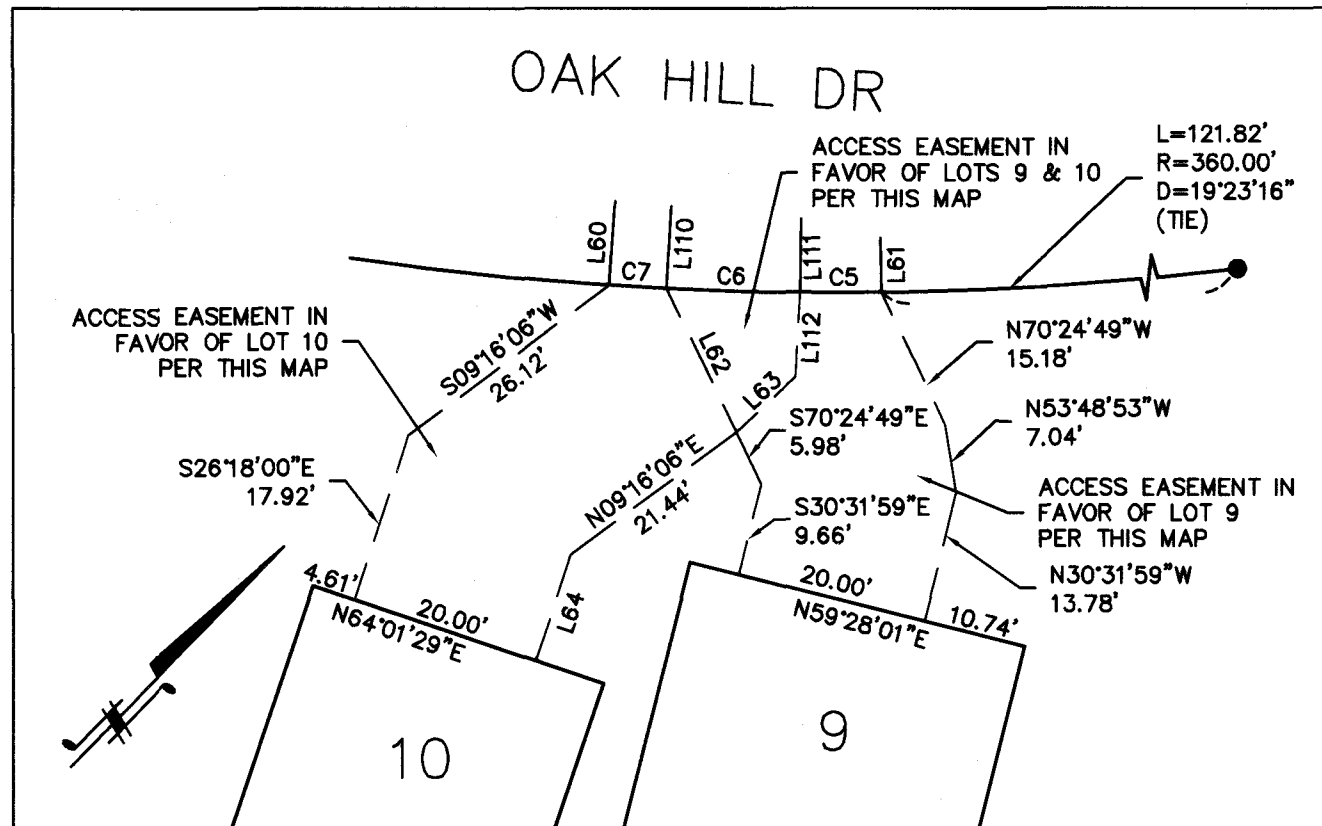 OAK HILL DR
ACCESS EASEMENT IN
FAVOR OF LOTS 9 & 10
PER THIS MAP
L=121.82'
R=360.00'
D=19°23'16"
(TIE)
L60
C7
L110
C6
L111
C5
L61
ACCESS EASEMENT IN
FAVOR OF LOT 10
PER THIS MAP
S09°16'06"W
26.12'
L62
L112
L63
N70°24'49"W
15.18'
S70°24'49"E
5.98'
N53°48'53"W
7.04'
S26°18'00"E
17.92'
N09°16'06"E
21.44'
S30°31'59"E
9.66'
ACCESS EASEMENT IN
FAVOR OF LOT 9
PER THIS MAP
N30°31'59"W
13.78'
4.61'
20.00'
N64°01'29"E
L64
20.00'
N59°28'01"E
10.74'
10
9